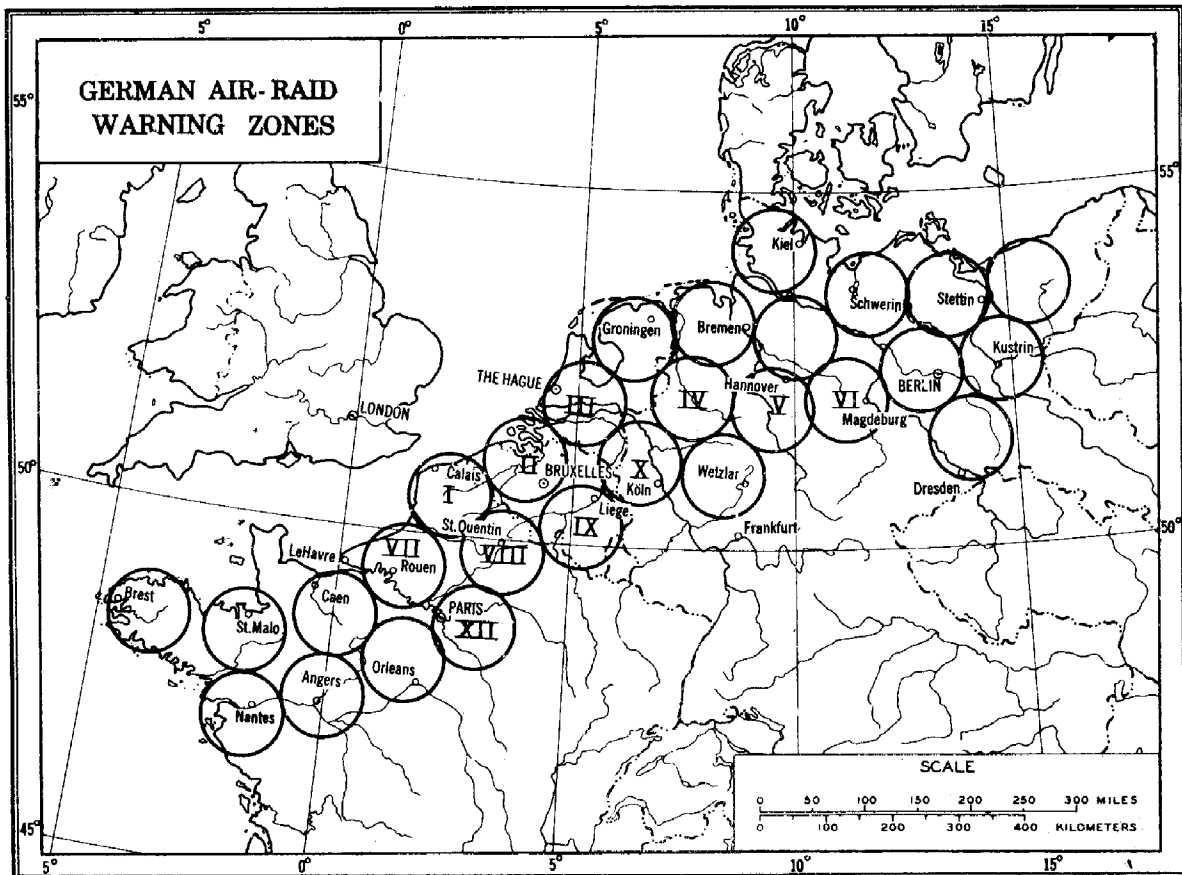 5°
0°
5°
10°
15°
GERMAN AIR-RAID
WARNING ZONES
55°
55°
Kiel
Schwerin
Stettin
Groningen
Bremen
Kustrin
THE HAGUE
III
IV
Hannover
V
VI
BERLIN
Magdeburg
LONDON
50°
Calais
I
II
BRUXELLES
X
Köln
Wetzlar
Dresden
St.Quentin
Liege
IX
Frankfurt
50°
LeHavre
VII
VIII
Rouen
Brest
Caen
PARIS
XII
St.Malo
Orleans
Angers
Nantes
SCALE
0 50 100 150 200 250 300 MILES
0 100 200 300 400 KILOMETERS
45°
5°
0°
5°
10°
15°